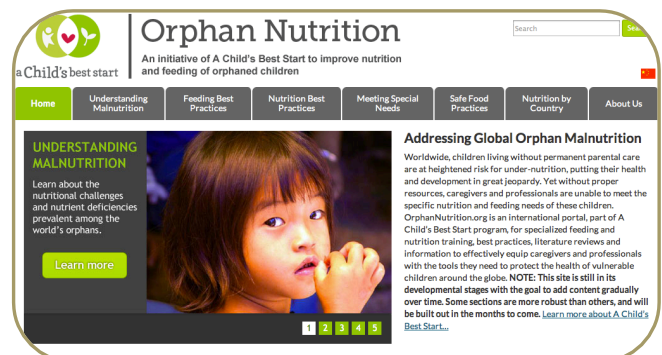 Orphan Nutrition
Search
An initiative of A Child's Best Start to improve nutrition
and feeding of orphaned children
a Child's best start
Home
Understanding
Malnutrition
Feeding Best
Practices
Nutrition Best
Practices
Meeting Special
Needs
Safe Food
Practices
Nutrition by
Country
About Us
UNDERSTANDING
MALNUTRITION
Learn about the
nutritional challenges
and nutrient deficiencies
prevalent among the
world's orphans.
Learn more
1 2 3 4 5
Addressing Global Orphan Malnutrition
Worldwide, children living without permanent parental care
are at heightened risk for under-nutrition, putting their health
and development in great jeopardy. Yet without proper
resources, caregivers and professionals are unable to meet the
specific nutrition and feeding needs of these children.
OrphanNutrition.org is an international portal, part of A
Child's Best Start program, for specialized feeding and
nutrition training, best practices, literature reviews and
information to effectively equip caregivers and professionals
with the tools they need to protect the health of vulnerable
children around the globe. NOTE: This site is still in its
developmental stages with the goal to add content gradually
over time. Some sections are more robust than others, and will
be built out in the months to come. Learn more about A Child's
Best Start...